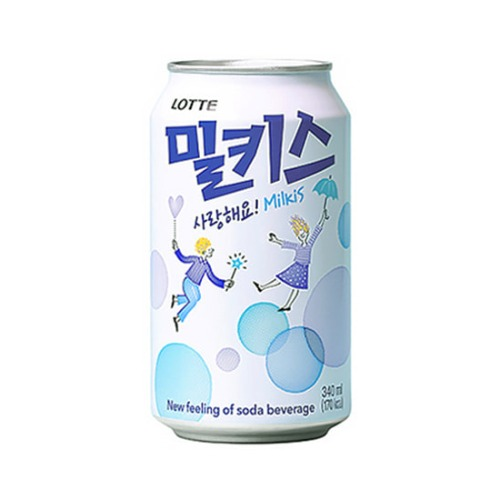 LOTTE
밀키스
사랑해요! Milkis
New feeling of soda beverage
340 ml
(170 kcal)